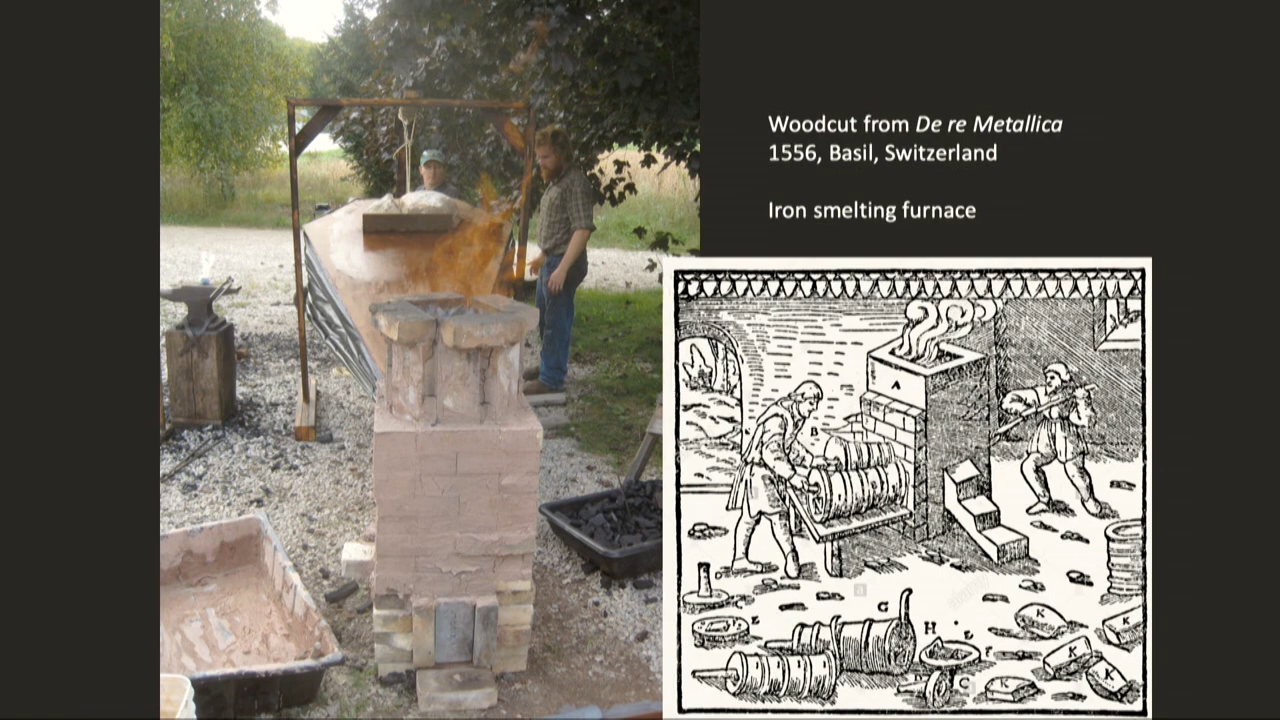 Woodcut from De re Metallica
1556, Basil, Switzerland
Iron smelting furnace
A
B
C
E
G
H
E
F
C
K
K
K
K
K